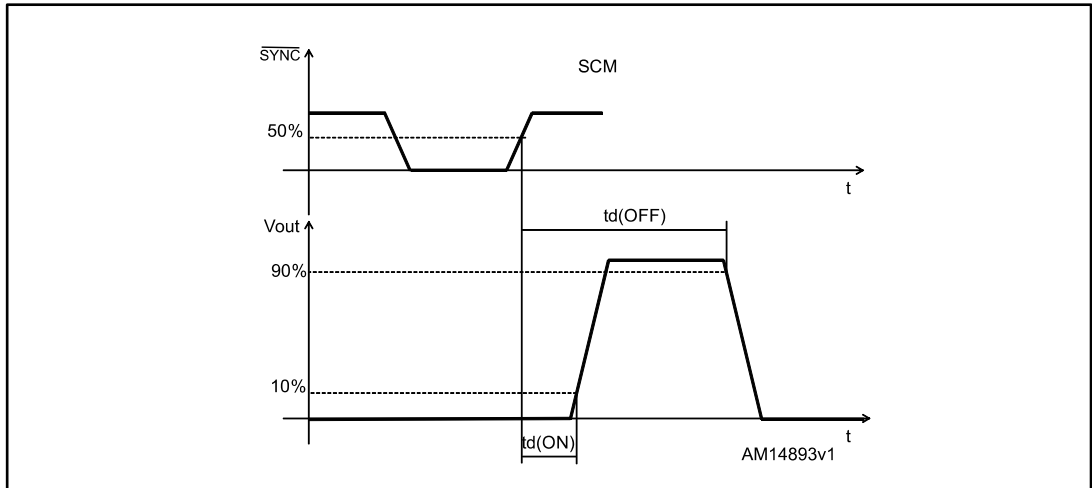 SYNC
SCM
50%
t
td(OFF)
Vout
90%
10%
t
td(ON)
AM14893v1